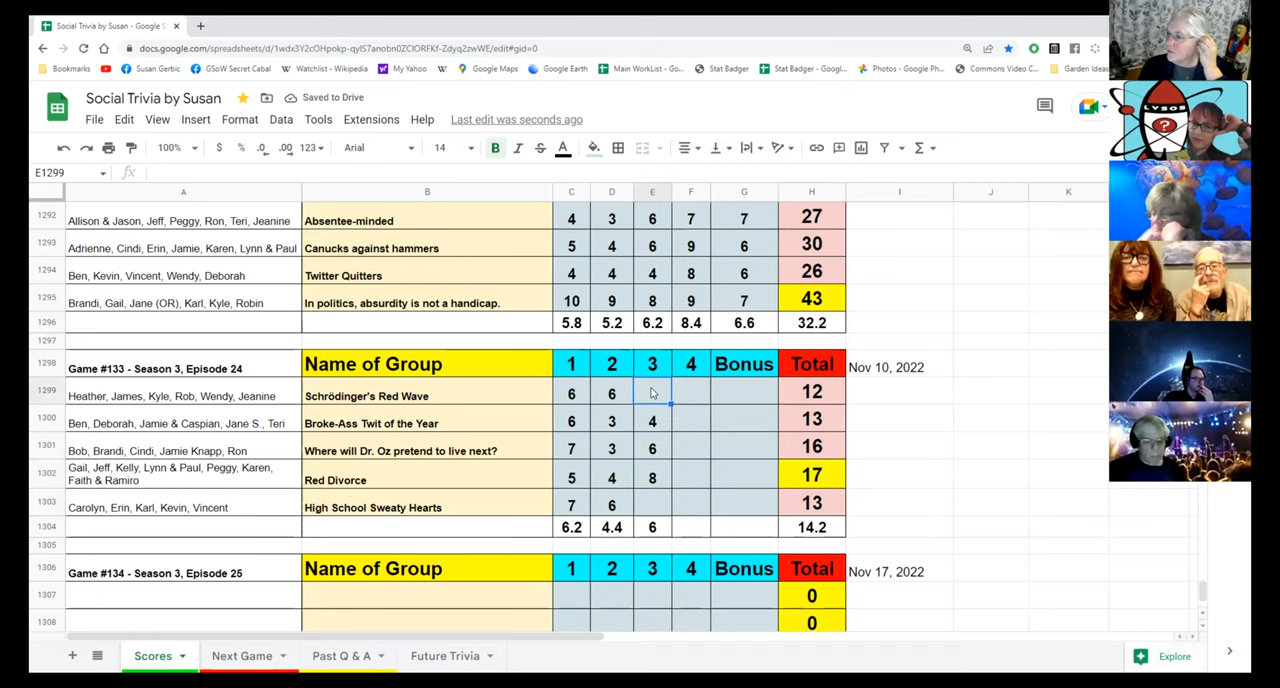 Social Trivia by Susan - Google S
docs.google.com/spreadsheets/d/1wdx3Y2cOHpokp-qyIS7anobn0ZClORFKf-Zdyq2zwWE/edit#gid=0
Bookmarks Susan Gerbic GSoW Secret Cabal Watchlist - Wikipedia My Yahoo Google Maps Google Earth Main WorkList - Go... Stat Badger Stat Badger - Googl... Photos - Google Ph... Commons Video C... Garden Ideas
Social Trivia by Susan Saved to Drive
File Edit View Insert Format Data Tools Extensions Help Last edit was seconds ago
100% $ % .0 .00 123 Arial 14 B I S A
E1299 fx
A B C D E F G H I J K
1292 Allison & Jason, Jeff, Peggy, Ron, Teri, Jeanine Absentee-minded 4 3 6 7 7 27
1293 Adrienne, Cindi, Erin, Jamie, Karen, Lynn & Paul Canucks against hammers 5 4 6 9 6 30
1294 Ben, Kevin, Vincent, Wendy, Deborah Twitter Quitters 4 4 4 8 6 26
1295 Brandi, Gail, Jane (OR), Karl, Kyle, Robin In politics, absurdity is not a handicap. 10 9 8 9 7 43
1296 5.8 5.2 6.2 8.4 6.6 32.2
1297
1298 Game #133 - Season 3, Episode 24 Name of Group 1 2 3 4 Bonus Total Nov 10, 2022
1299 Heather, James, Kyle, Rob, Wendy, Jeanine Schrödinger's Red Wave 6 6 12
1300 Ben, Deborah, Jamie & Caspian, Jane S., Teri Broke-Ass Twit of the Year 6 3 4 13
1301 Bob, Brandi, Cindi, Jamie Knapp, Ron Where will Dr. Oz pretend to live next? 7 3 6 16
1302 Gail, Jeff, Kelly, Lynn & Paul, Peggy, Karen, Faith & Ramiro Red Divorce 5 4 8 17
1303 Carolyn, Erin, Karl, Kevin, Vincent High School Sweaty Hearts 7 6 13
1304 6.2 4.4 6 14.2
1305
1306 Game #134 - Season 3, Episode 25 Name of Group 1 2 3 4 Bonus Total Nov 17, 2022
1307 0
1308 0
Scores Next Game Past Q & A Future Trivia Explore
LYSOS
?